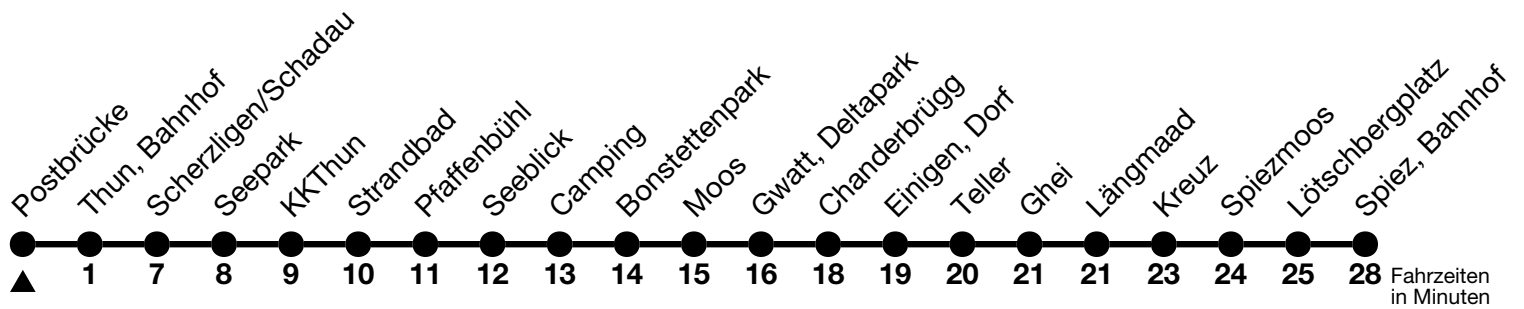 Postbrücke
Thun, Bahnhof
Scherzligen/Schadau
Seepark
KKThun
Strandbad
Pfaffenbühl
Seeblick
Camping
Bonstettenpark
Moos
Gwatt, Deltapark
Chanderbrügg
Einigen, Dorf
Teller
Ghei
Längmaad
Kreuz
Spiezmoos
Lötschbergplatz
Spiez, Bahnhof
1 7 8 9 10 11 12 13 14 15 16 18 19 20 21 21 23 24 25 28
Fahrzeiten
in Minuten